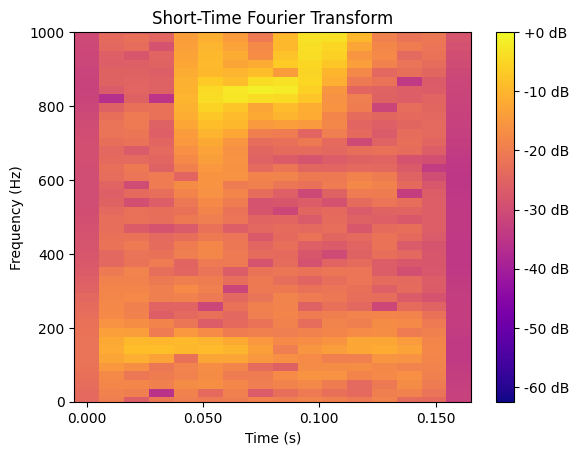 Short-Time Fourier Transform
1000
800
600
400
200
0
Frequency (Hz)
0.000
0.050
0.100
0.150
Time (s)
+0 dB
-10 dB
-20 dB
-30 dB
-40 dB
-50 dB
-60 dB